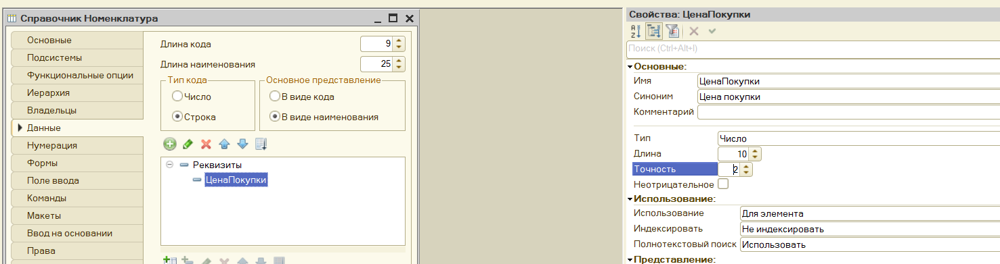 Справочник Номенклатура
Основные
Подсистемы
Функциональные опции
Иерархия
Владельцы
Данные
Нумерация
Формы
Поле ввода
Команды
Макеты
Ввод на основании
Права
Длина кода 9
Длина наименования 25
Тип кода
Число
Строка
Основное представление
В виде кода
В виде наименования
Реквизиты
ЦенаПокупки
Свойства: ЦенаПокупки
Поиск (Ctrl+Alt+I)
Основные:
Имя ЦенаПокупки
Синоним Цена покупки
Комментарий
Тип Число
Длина 10
Точность 2
Неотрицательное
Использование:
Использование Для элемента
Индексировать Не индексировать
Полнотекстовый поиск Использовать
Представление: